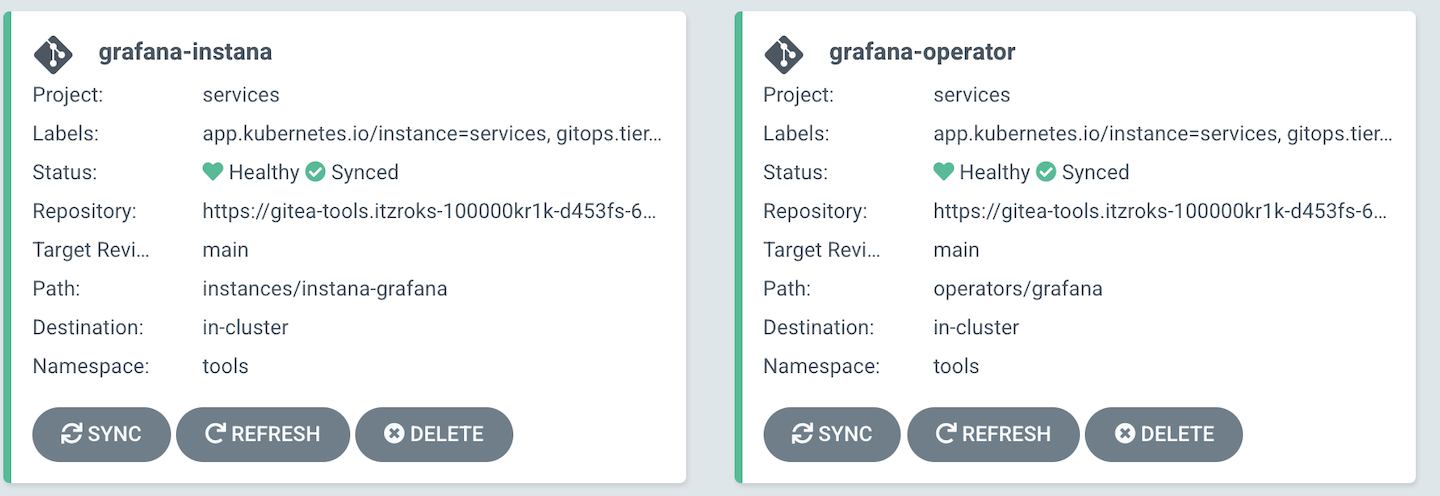 grafana-instana
Project: services
Labels: app.kubernetes.io/instance=services, gitops.tier...
Status: Healthy Synced
Repository: https://gitea-tools.itzroks-100000kr1k-d453fs-6...
Target Revi... main
Path: instances/instana-grafana
Destination: in-cluster
Namespace: tools
SYNC REFRESH DELETE
grafana-operator
Project: services
Labels: app.kubernetes.io/instance=services, gitops.tier...
Status: Healthy Synced
Repository: https://gitea-tools.itzroks-100000kr1k-d453fs-6...
Target Revi... main
Path: operators/grafana
Destination: in-cluster
Namespace: tools
SYNC REFRESH DELETE